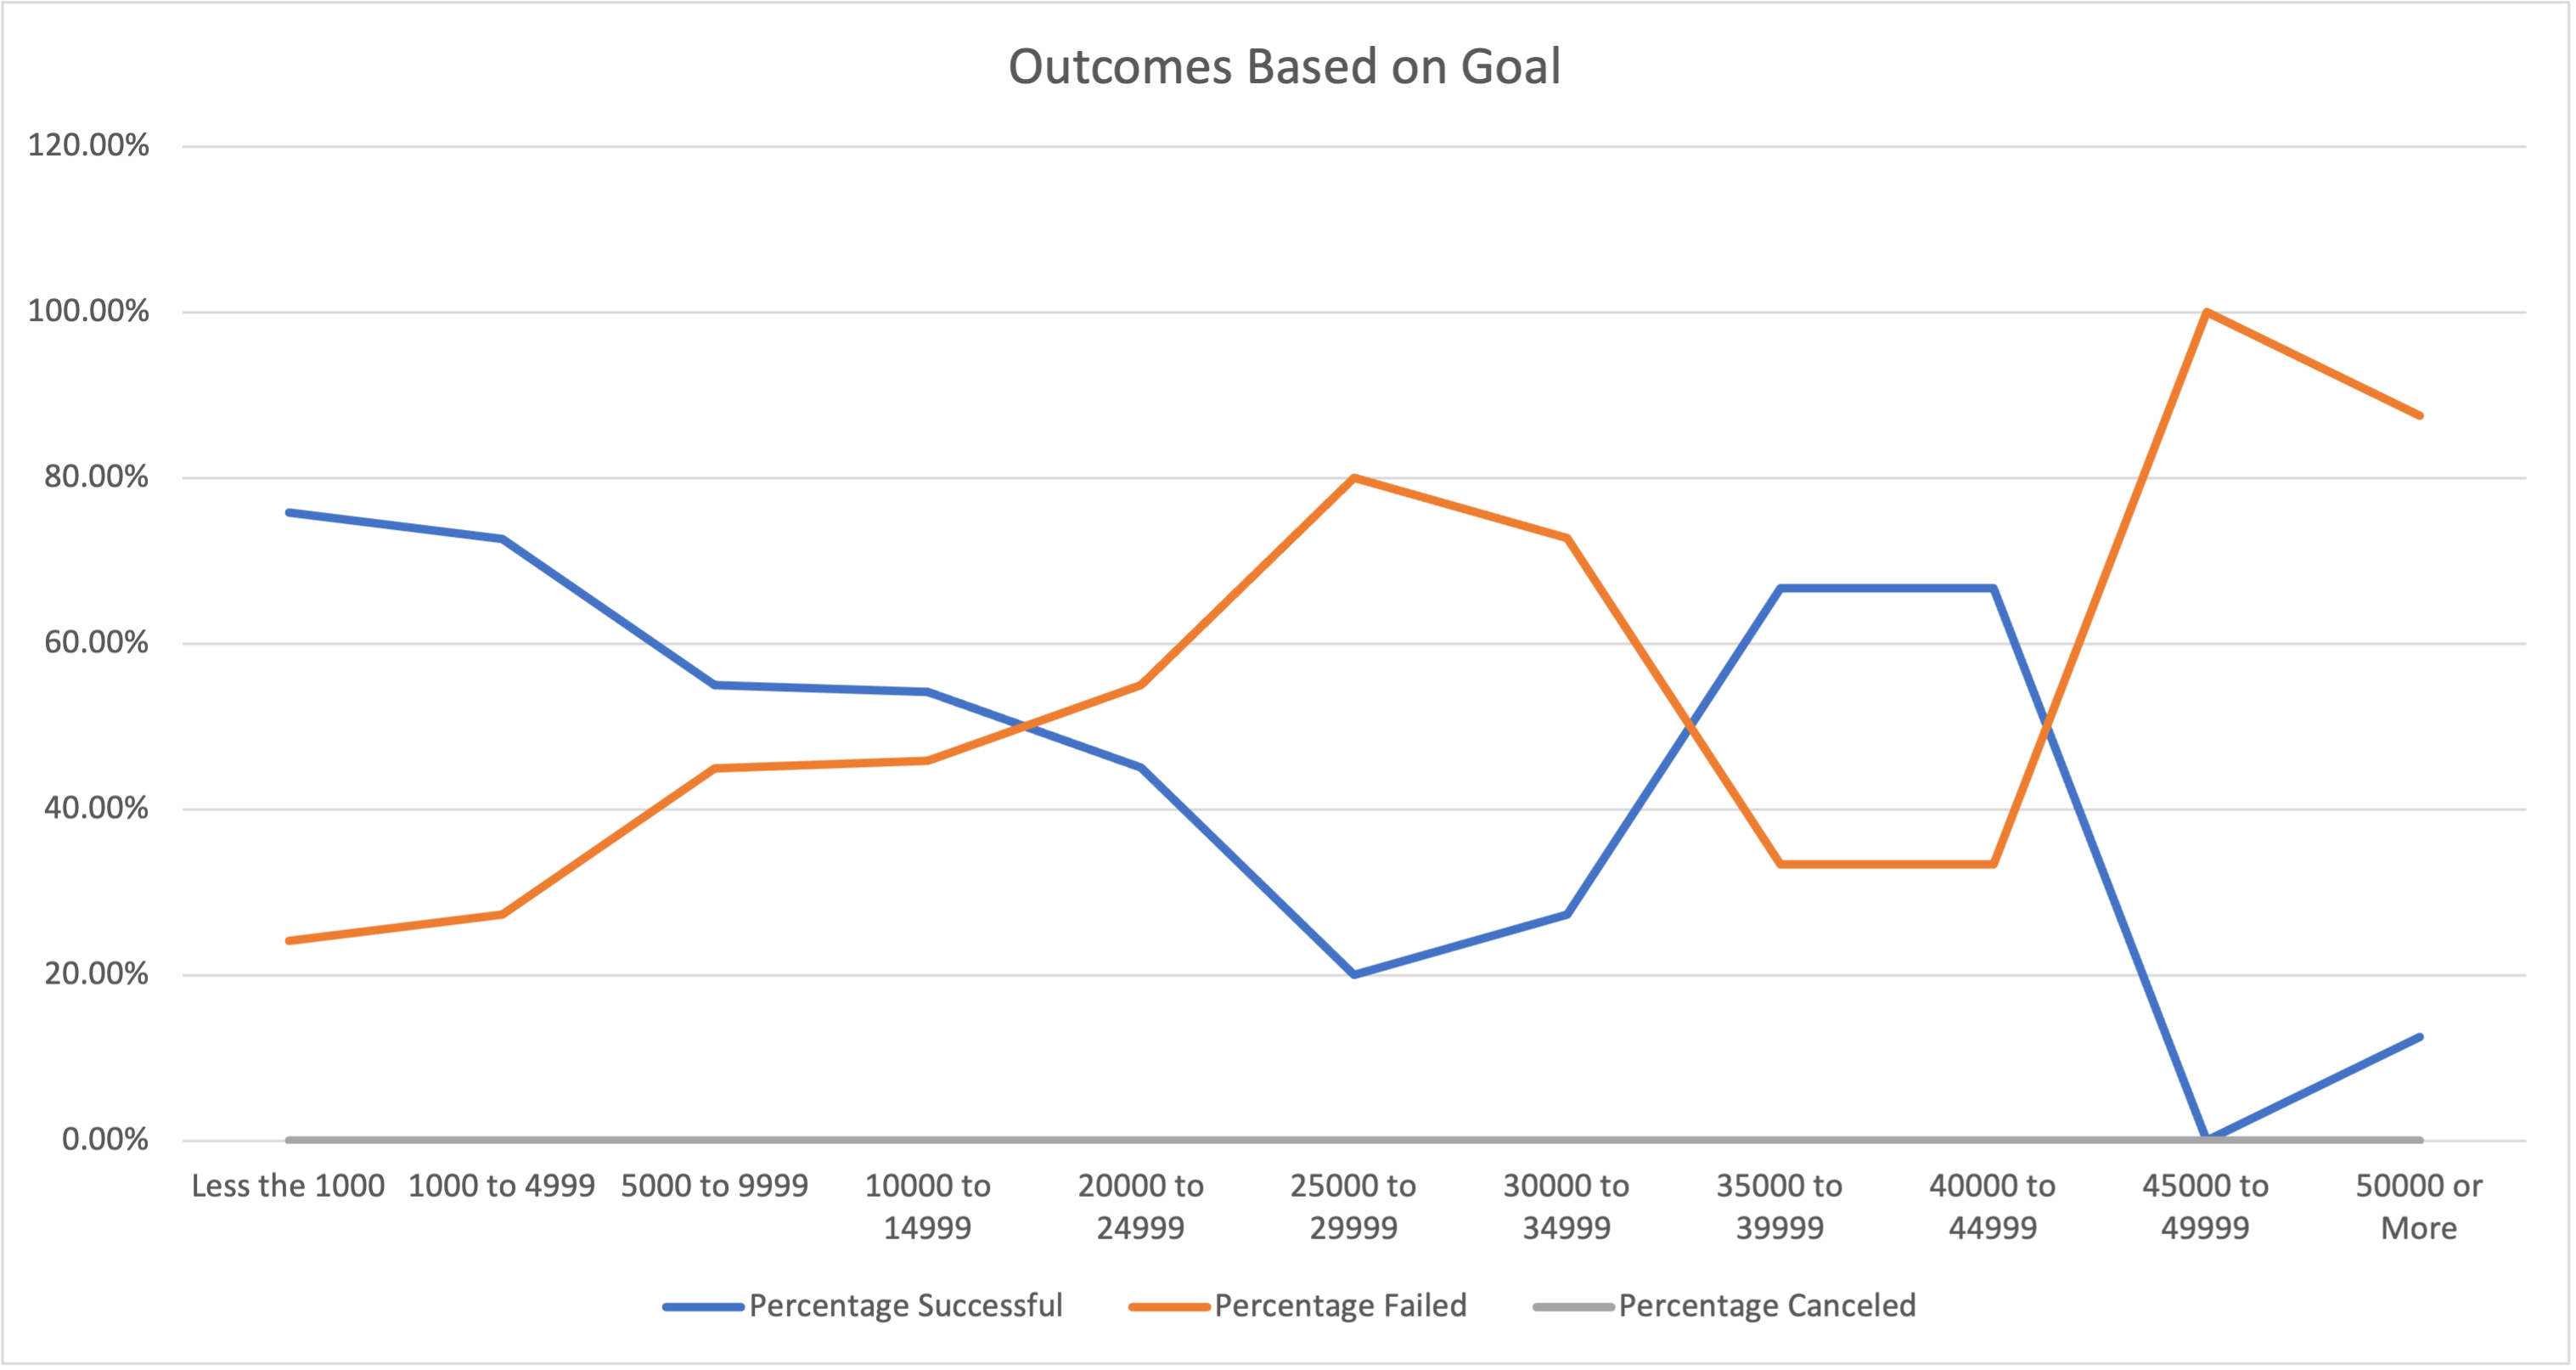 Outcomes Based on Goal
120.00%
100.00%
80.00%
60.00%
40.00%
20.00%
0.00%
Less the 1000
1000 to 4999
5000 to 9999
10000 to
14999
20000 to
24999
25000 to
29999
30000 to
34999
35000 to
39999
40000 to
44999
45000 to
49999
50000 or
More
Percentage Successful
Percentage Failed
Percentage Canceled